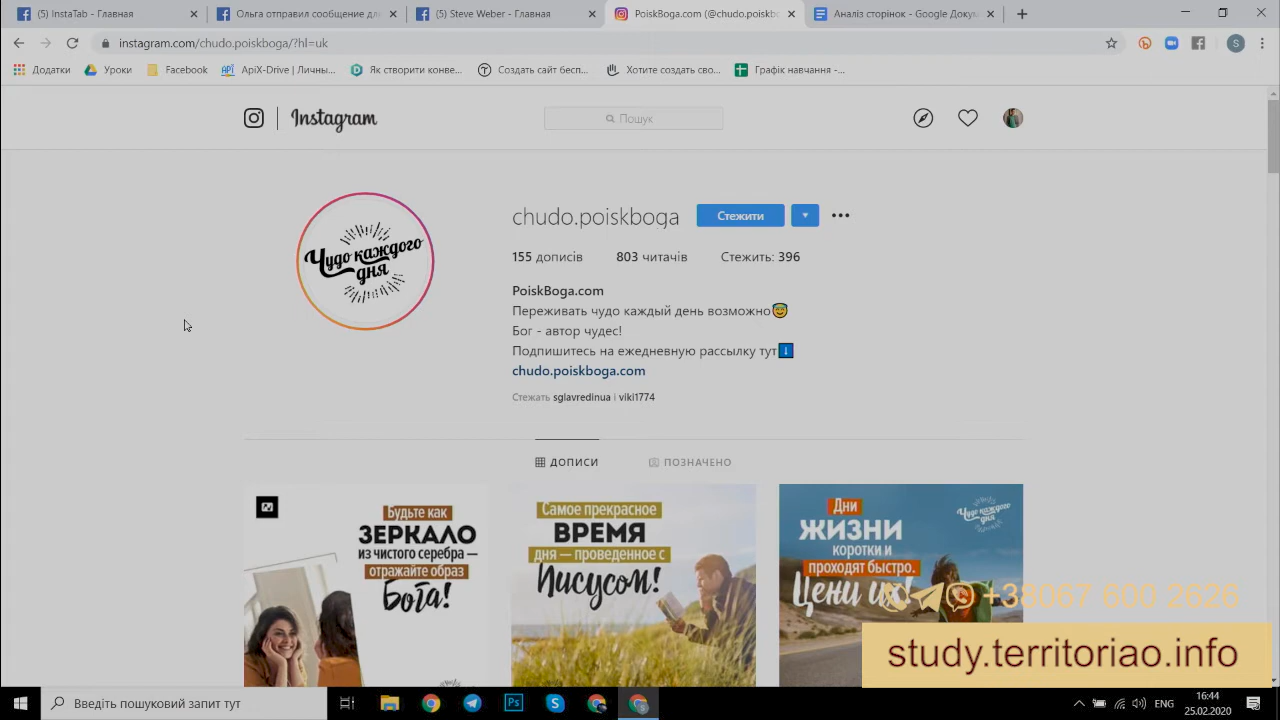 (5) InstaTab - Главная
Ольга отправил сообщение дл
(5) Steve Weber - Главная
PoiskBoga.com (@chudo.poiskbo
Аналіз сторінок - Google Докум
instagram.com/chudo.poiskboga/?hl=uk
S
Додатки
Уроки
Facebook
API ApiX-Drive | Личны...
Як створити конве...
Создать сайт бесп...
Хотите создать сво...
Графік навчання -...
Instagram
Пошук
Чудо каждого
дня
chudo.poiskboga
Стежити
155 дописів
803 читачів
Стежить: 396
PoiskBoga.com
Переживать чудо каждый день возможно😇
Бог - автор чудес!
Подпишитесь на ежедневную рассылку тут⬇
chudo.poiskboga.com
Стежать sglavredinua і viki1774
ДОПИСИ
ПОЗНАЧЕНО
Будьте как
ЗЕРКАЛО
из чистого серебра —
отражайте образ
Бога!
Самое прекрасное
ВРЕМЯ
дня — проведенное с
Иисусом!
Дни
ЖИЗНИ
коротки и
проходят быстро.
Цени их!
Чудо каждого
дня
+38067 600 2626
study.territoriao.info
Введіть пошуковий запит тут
Ps
ENG
16:44
25.02.2020